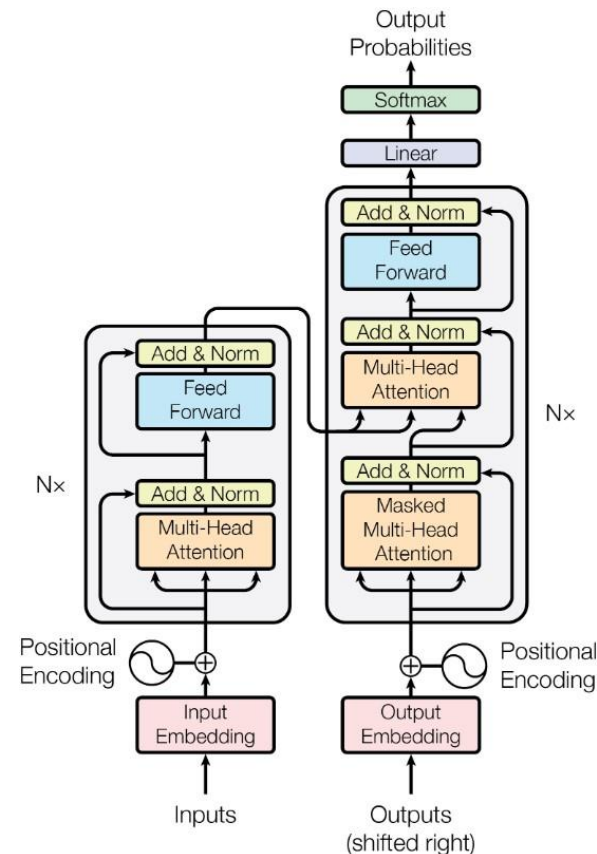 Output
Probabilities
Softmax
Linear
Add & Norm
Feed
Forward
Add & Norm
Multi-Head
Attention
Nx
Add & Norm
Masked
Multi-Head
Attention
Positional
Encoding
Output
Embedding
Outputs
(shifted right)
Add & Norm
Feed
Forward
Nx
Add & Norm
Multi-Head
Attention
Positional
Encoding
Input
Embedding
Inputs